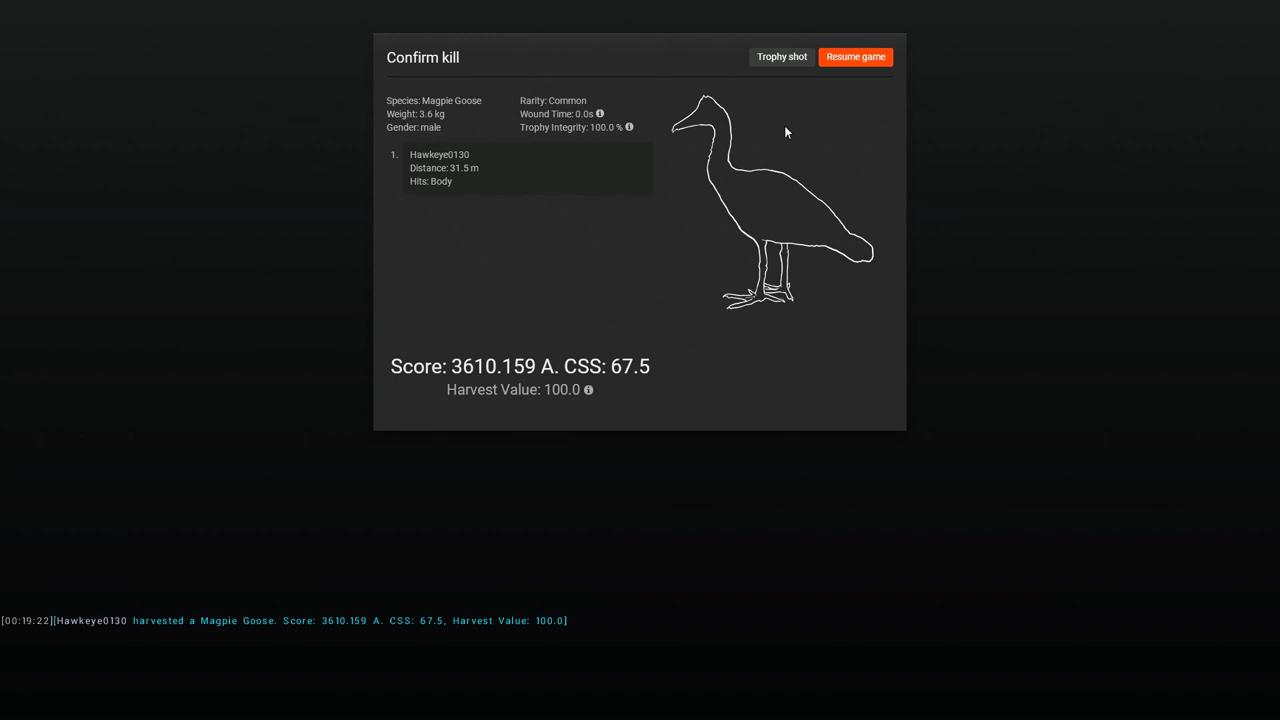 Confirm kill
Trophy shot
Resume game
Species: Magpie Goose
Weight: 3.6 kg
Gender: male
Rarity: Common
Wound Time: 0.0s
Trophy Integrity: 100.0 %
1. Hawkeye0130
Distance: 31.5 m
Hits: Body
Score: 3610.159 A. CSS: 67.5
Harvest Value: 100.0
[00:19:22][Hawkeye0130 harvested a Magpie Goose. Score: 3610.159 A. CSS: 67.5, Harvest Value: 100.0]